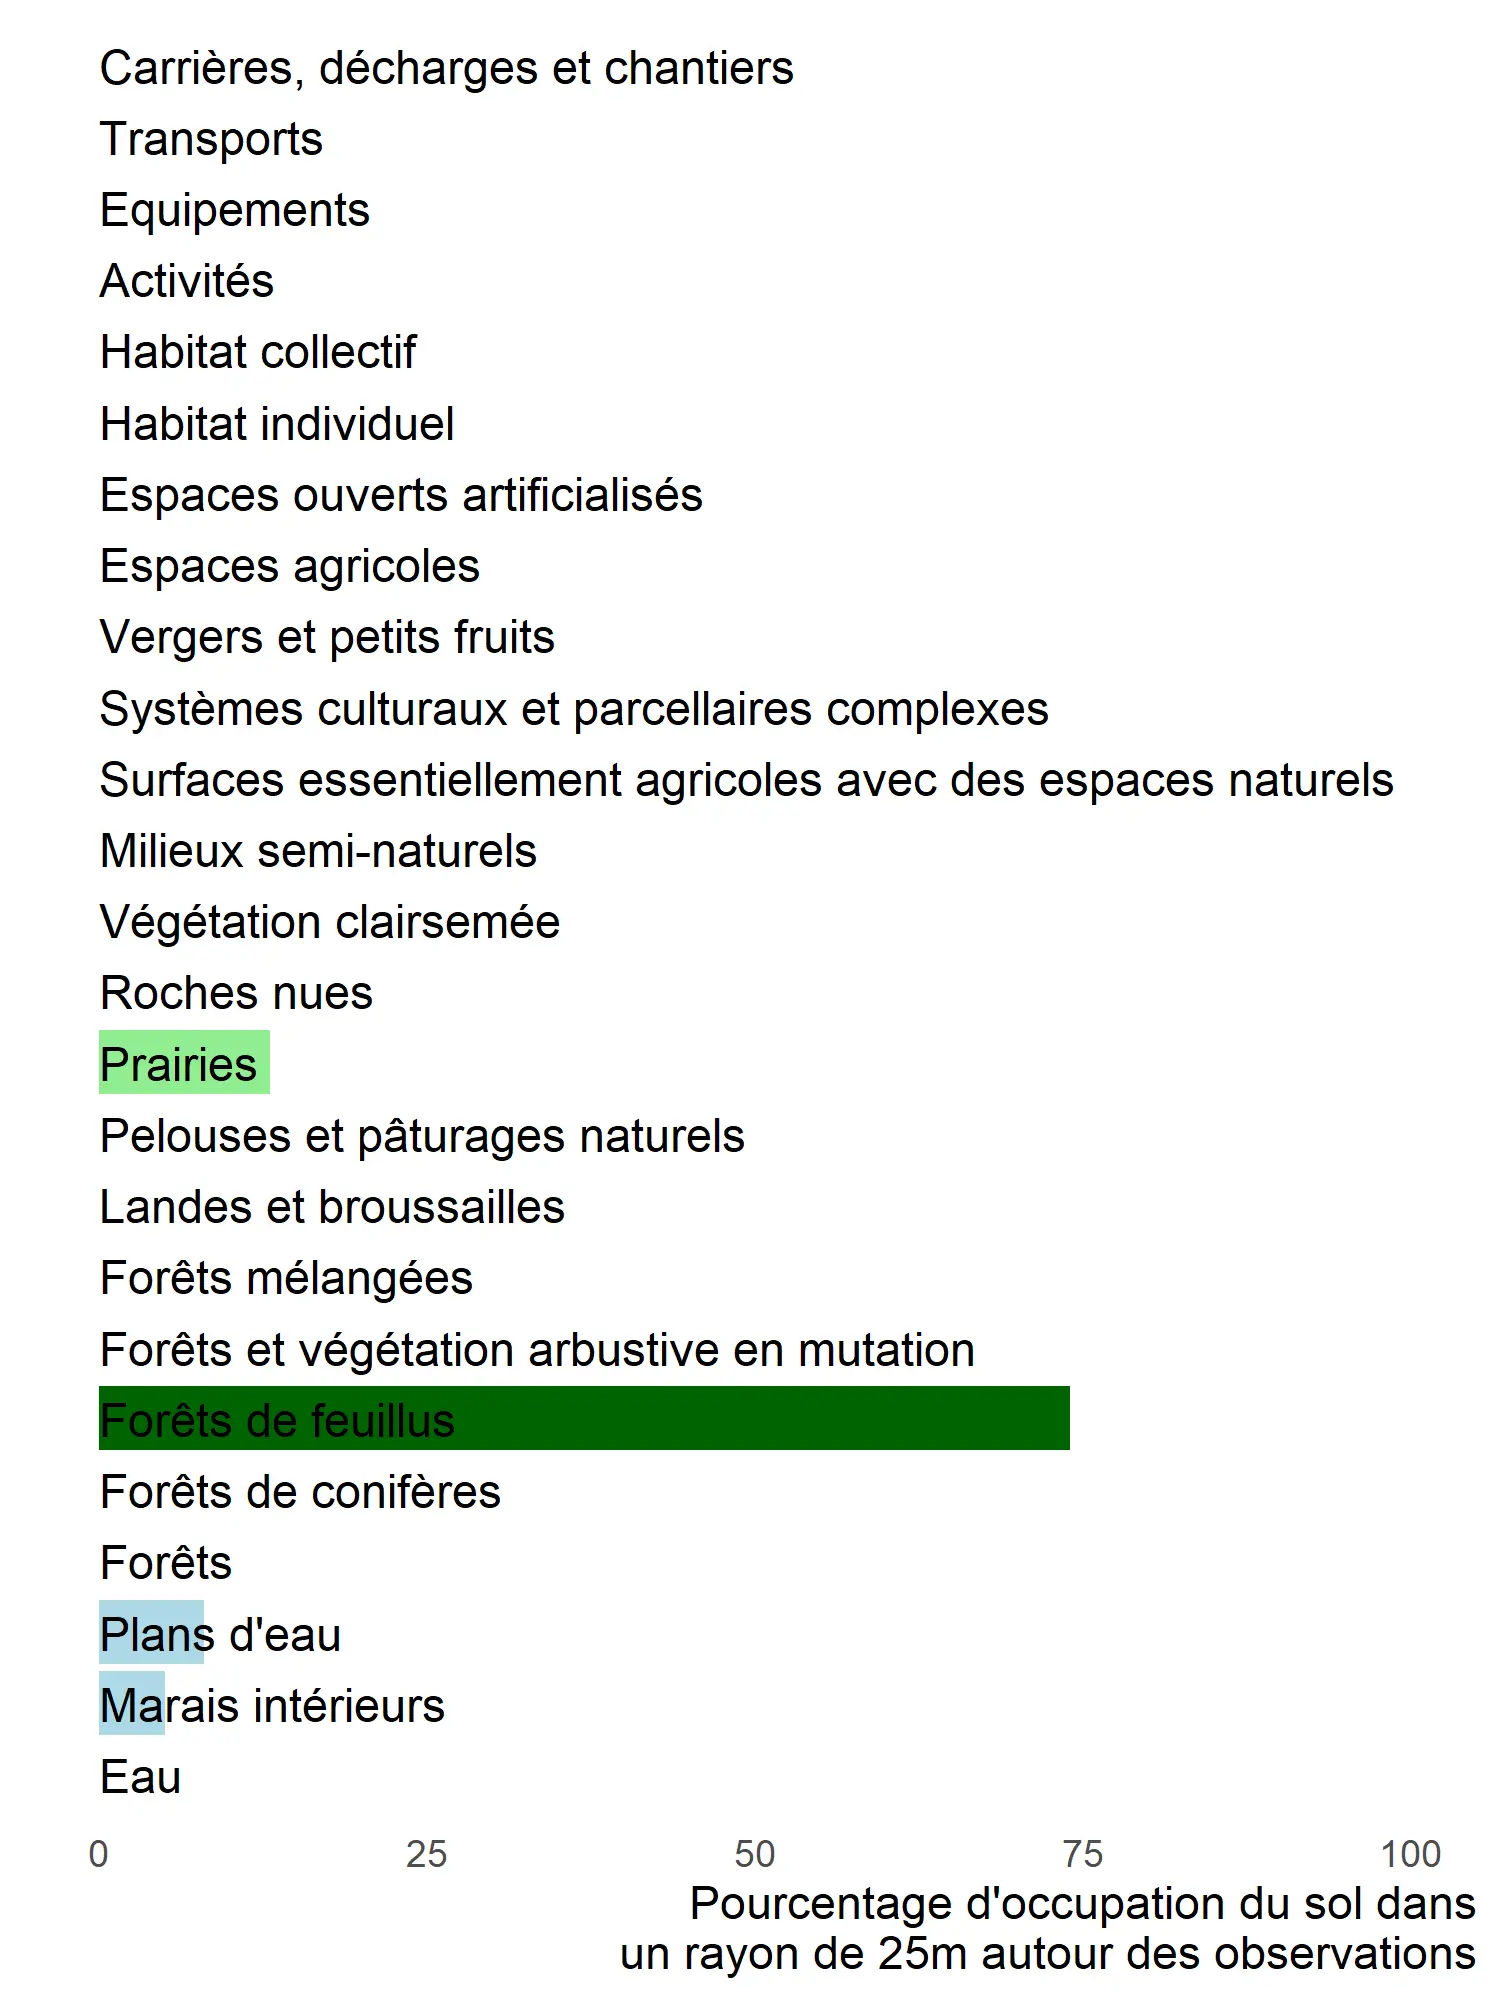 Carrières, décharges et chantiers
Transports
Equipements
Activités
Habitat collectif
Habitat individuel
Espaces ouverts artificialisés
Espaces agricoles
Vergers et petits fruits
Systèmes culturaux et parcellaires complexes
Surfaces essentiellement agricoles avec des espaces naturels
Milieux semi-naturels
Végétation clairsemée
Roches nues
Prairies
Pelouses et pâturages naturels
Landes et broussailles
Forêts mélangées
Forêts et végétation arbustive en mutation
Forêts de feuillus
Forêts de conifères
Forêts
Plans d'eau
Marais intérieurs
Eau
0 25 50 75 100
Pourcentage d'occupation du sol dans
un rayon de 25m autour des observations